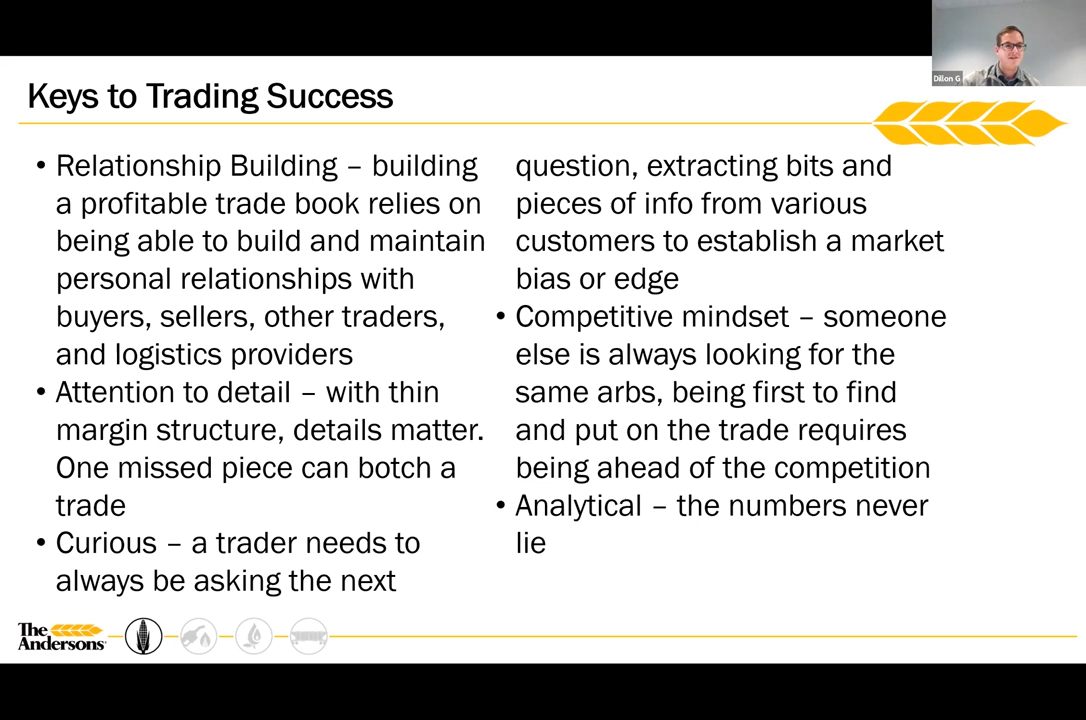 Dillon G
Keys to Trading Success
• Relationship Building – building
a profitable trade book relies on
being able to build and maintain
personal relationships with
buyers, sellers, other traders,
and logistics providers
• Attention to detail – with thin
margin structure, details matter.
One missed piece can botch a
trade
• Curious – a trader needs to
always be asking the next
question, extracting bits and
pieces of info from various
customers to establish a market
bias or edge
• Competitive mindset – someone
else is always looking for the
same arbs, being first to find
and put on the trade requires
being ahead of the competition
• Analytical – the numbers never
lie
The
Andersons